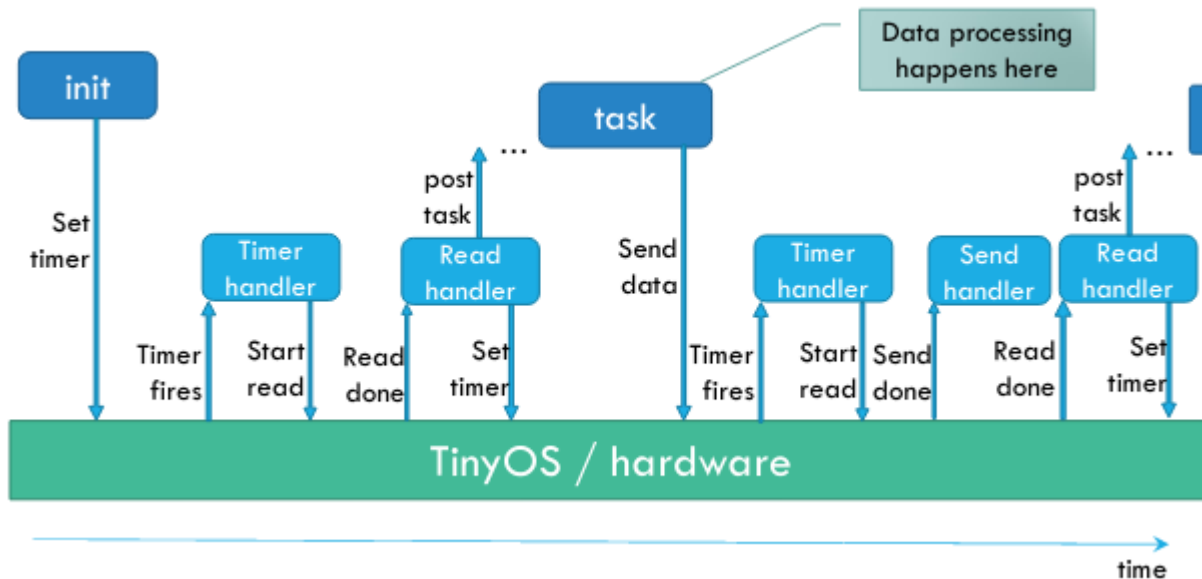 Data processing
happens here
init
task
...
...
post
task
post
task
Set
timer
Timer
handler
Read
handler
Send
data
Timer
handler
Send
handler
Read
handler
Timer
fires
Start
read
Read
done
Set
timer
Timer
fires
Start
read
Send
done
Read
done
Set
timer
TinyOS / hardware
time